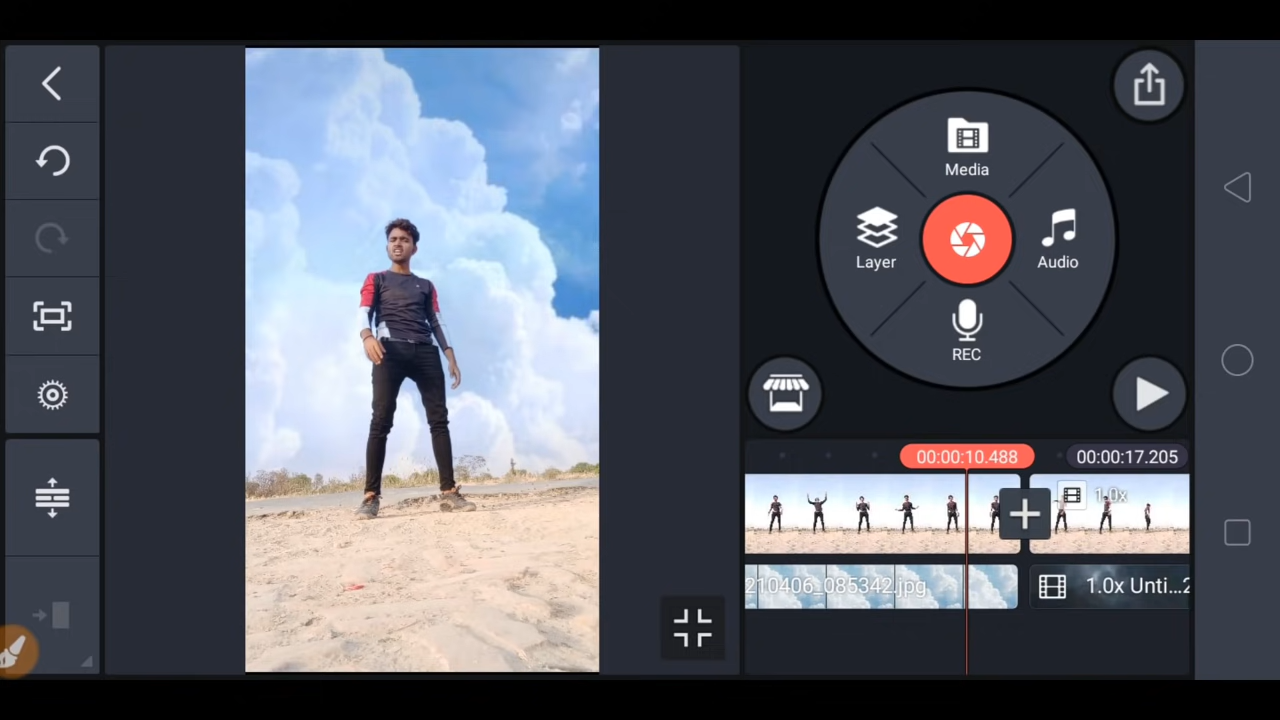 Media
Layer
Audio
REC
00:00:10.488
00:00:17.205
1.0x
210406_085342.jpg
1.0x Unti...2